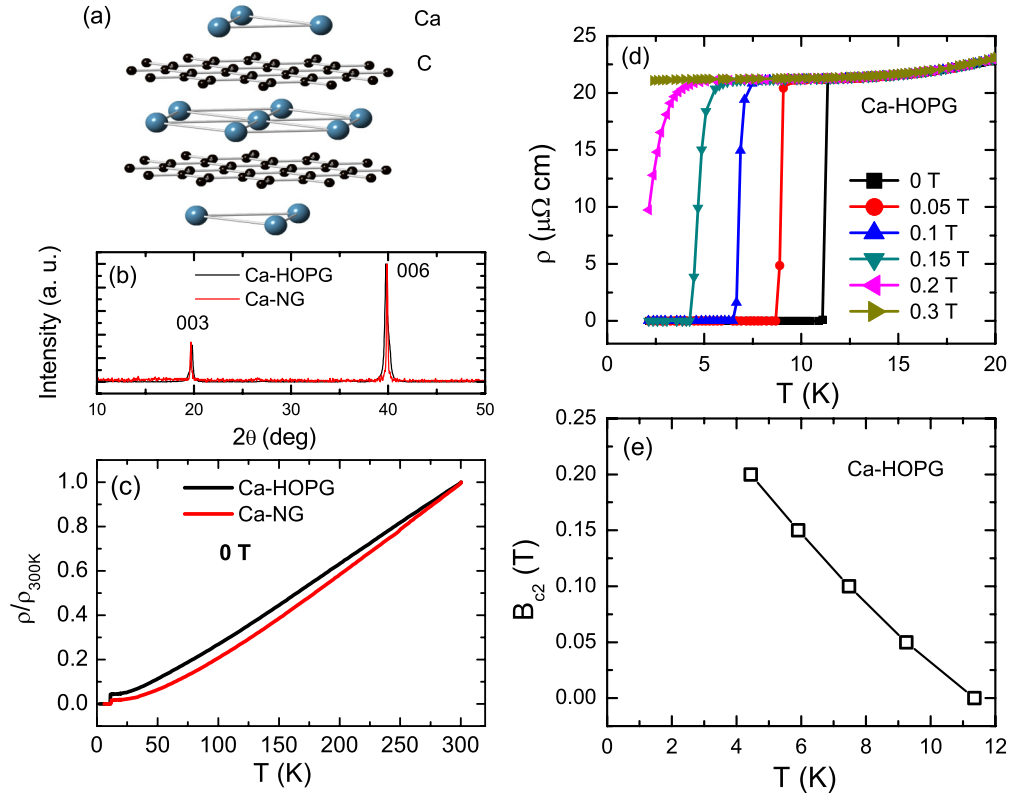 (a)
Ca
C
(b)
Ca-HOPG
Ca-NG
003
006
Intensity (a. u.)
10 20 30 40 50
2θ (deg)
(c)
Ca-HOPG
Ca-NG
0 T
ρ/ρ300K
1.0
0.8
0.6
0.4
0.2
0.0
0 50 100 150 200 250 300
T (K)
(d)
Ca-HOPG
0 T
0.05 T
0.1 T
0.15 T
0.2 T
0.3 T
ρ (μΩ cm)
25
20
15
10
5
0
0 5 10 15 20
T (K)
(e)
Ca-HOPG
Bc2 (T)
0.25
0.20
0.15
0.10
0.05
0.00
0 2 4 6 8 10 12
T (K)